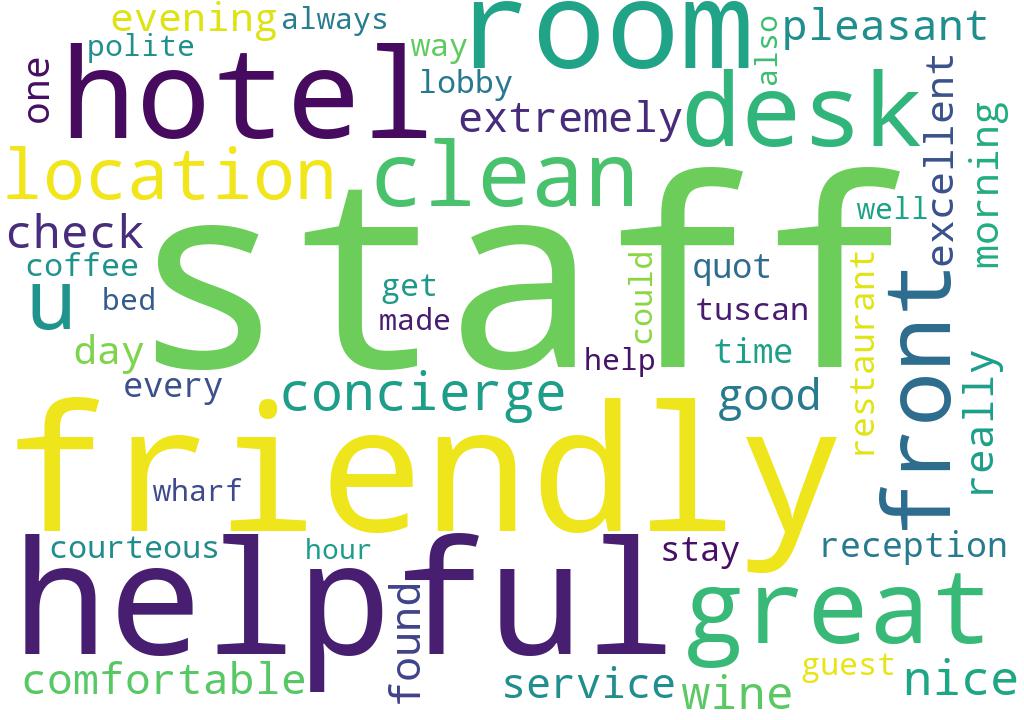 evening always room also pleasant
polite way
one hotel lobby desk excellent
extremely
morning
location clean
check staff well
coffee could quot restaurant
u bed get tuscan front
made
day help time really
every concierge good
friendly
wharf
courteous hour stay reception
helpful great
found
comfortable service wine guest nice